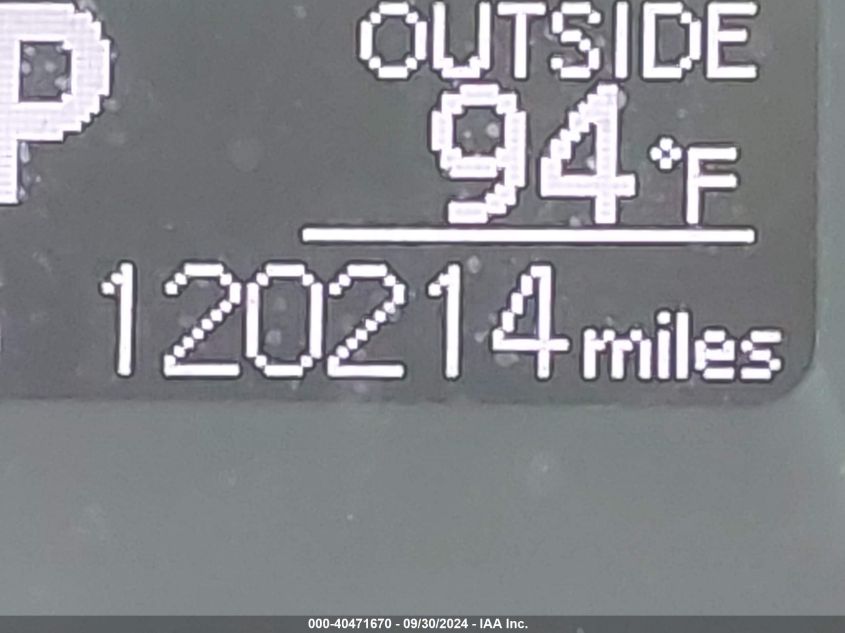 P
OUTSIDE
94°F
120214 miles
000-40471670 - 09/30/2024 - IAA Inc.